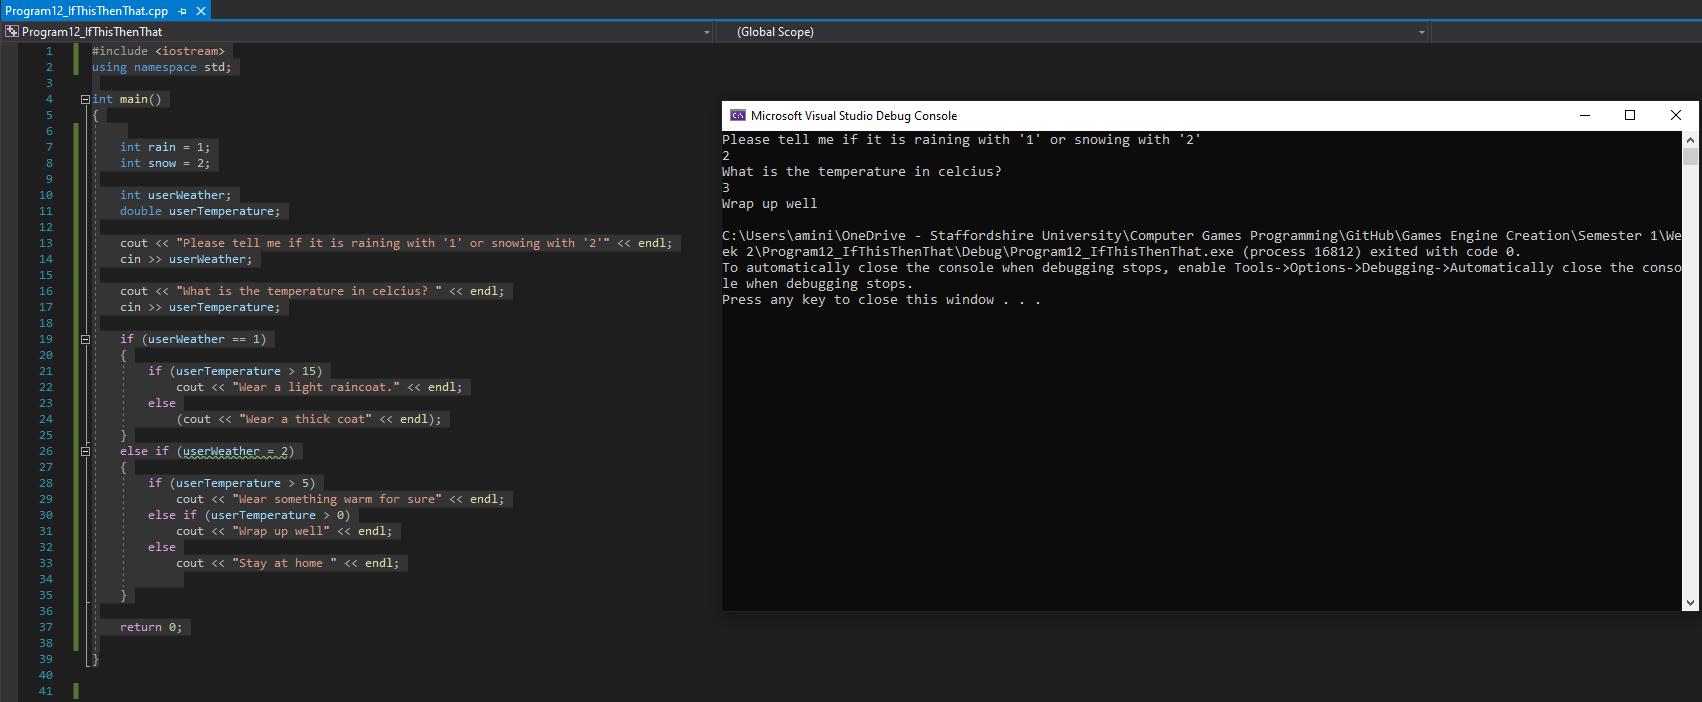 Program12_IfThisThenThat.cpp
Program12_IfThisThenThat (Global Scope)
1 #include <iostream>
2 using namespace std;
3
4 int main()
5 {
6
7 int rain = 1;
8 int snow = 2;
9
10 int userWeather;
11 double userTemperature;
12
13 cout << "Please tell me if it is raining with '1' or snowing with '2'" << endl;
14 cin >> userWeather;
15
16 cout << "What is the temperature in celcius? " << endl;
17 cin >> userTemperature;
18
19 if (userWeather == 1)
20 {
21 if (userTemperature > 15)
22 cout << "Wear a light raincoat." << endl;
23 else
24 (cout << "Wear a thick coat" << endl);
25 }
26 else if (userWeather = 2)
27 {
28 if (userTemperature > 5)
29 cout << "Wear something warm for sure" << endl;
30 else if (userTemperature > 0)
31 cout << "Wrap up well" << endl;
32 else
33 cout << "Stay at home " << endl;
34
35 }
36
37 return 0;
38
39 }
40
41
Microsoft Visual Studio Debug Console
Please tell me if it is raining with '1' or snowing with '2'
2
What is the temperature in celcius?
3
Wrap up well
C:\Users\amini\OneDrive - Staffordshire University\Computer Games Programming\GitHub\Games Engine Creation\Semester 1\We
ek 2\Program12_IfThisThenThat\Debug\Program12_IfThisThenThat.exe (process 16812) exited with code 0.
To automatically close the console when debugging stops, enable Tools->Options->Debugging->Automatically close the conso
le when debugging stops.
Press any key to close this window . . .